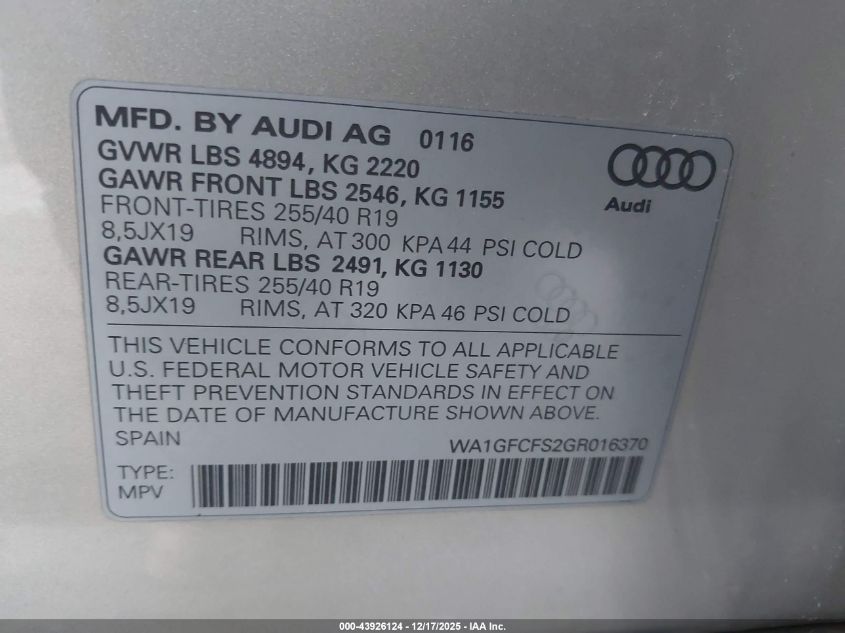 MFD. BY AUDI AG 0116
GVWR LBS 4894, KG 2220
GAWR FRONT LBS 2546, KG 1155
FRONT-TIRES 255/40 R19
8,5JX19 RIMS, AT 300 KPA 44 PSI COLD
GAWR REAR LBS 2491, KG 1130
REAR-TIRES 255/40 R19
8,5JX19 RIMS, AT 320 KPA 46 PSI COLD
Audi
THIS VEHICLE CONFORMS TO ALL APPLICABLE
U.S. FEDERAL MOTOR VEHICLE SAFETY AND
THEFT PREVENTION STANDARDS IN EFFECT ON
THE DATE OF MANUFACTURE SHOWN ABOVE.
SPAIN WA1GFCFS2GR016370
TYPE:
MPV
000-43926124 - 12/17/2025 - IAA Inc.